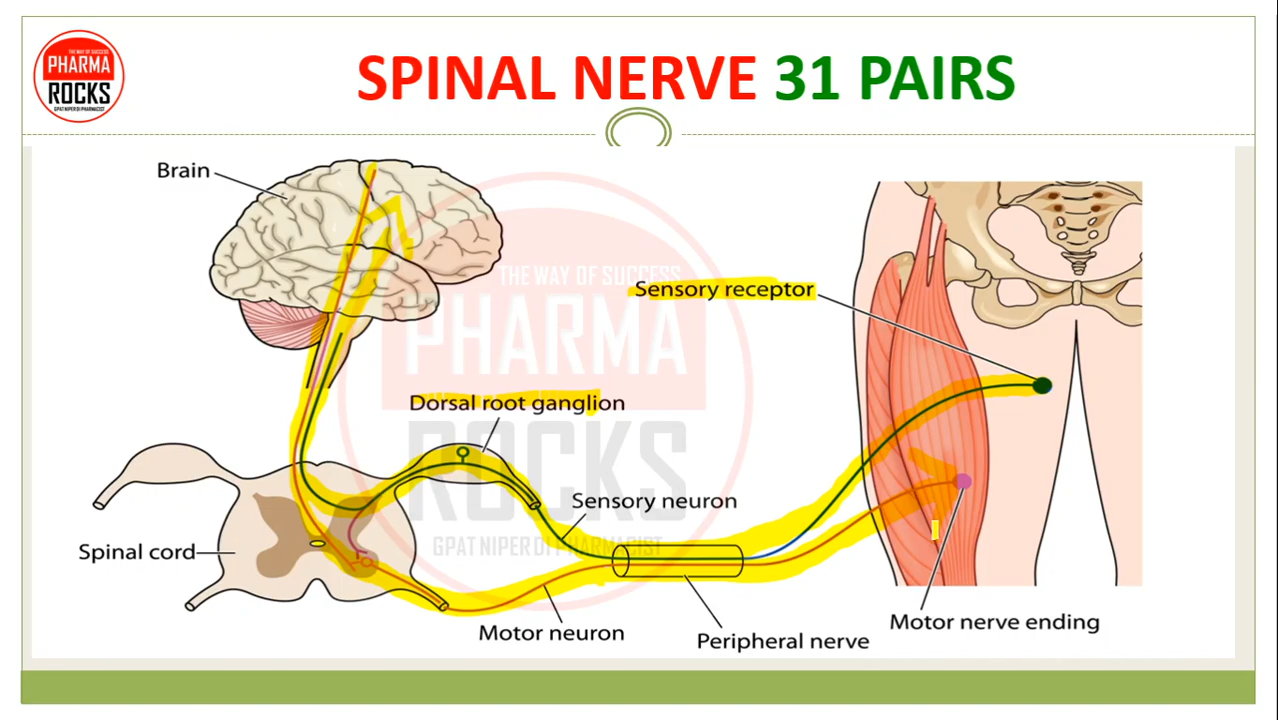 THE WAY OF SUCCESS
PHARMA
ROCKS
GPAT NIPER DI PHARMACIST
SPINAL NERVE 31 PAIRS
Brain
THE WAY OF SUCCESS
Sensory receptor
PHARMA
Dorsal root ganglion
ROCKS
Sensory neuron
GPAT NIPER DI PHARMACIST
Spinal cord
Motor neuron
Peripheral nerve
Motor nerve ending